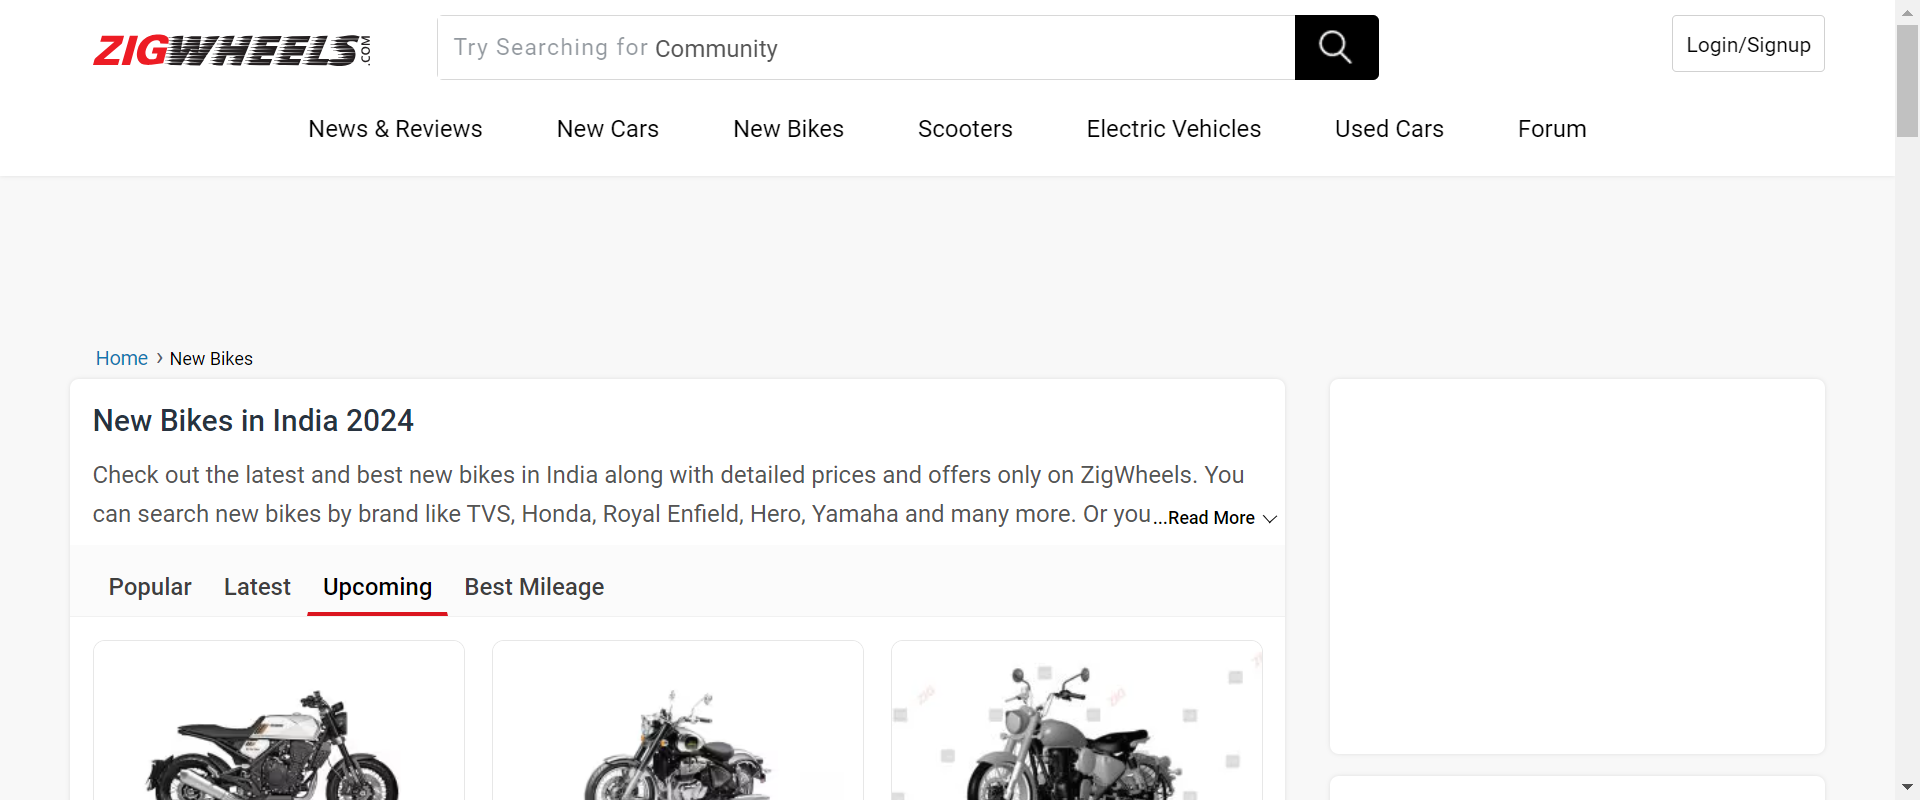 ZIGWHEELS.COM
Try Searching for Community
Login/Signup
News & Reviews
New Cars
New Bikes
Scooters
Electric Vehicles
Used Cars
Forum
Home › New Bikes
New Bikes in India 2024
Check out the latest and best new bikes in India along with detailed prices and offers only on ZigWheels. You
can search new bikes by brand like TVS, Honda, Royal Enfield, Hero, Yamaha and many more. Or you ...Read More
Popular
Latest
Upcoming
Best Mileage
ZIG
ZIG